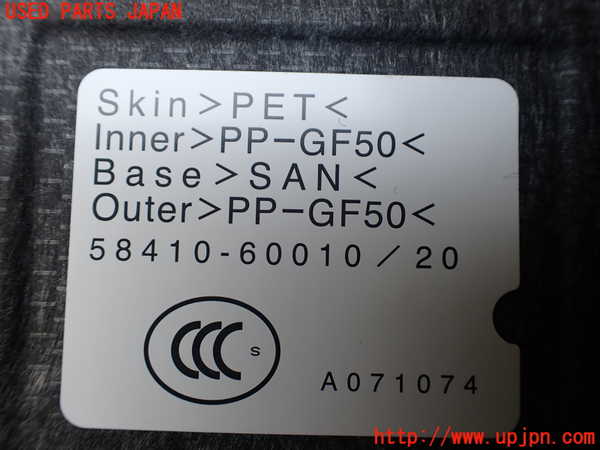 USED PARTS JAPAN
Skin>PET<
Inner>PP-GF50<
Base>SAN<
Outer>PP-GF50<
58410-60010/20
CCC S
A071074
http://www.upjpn.com/